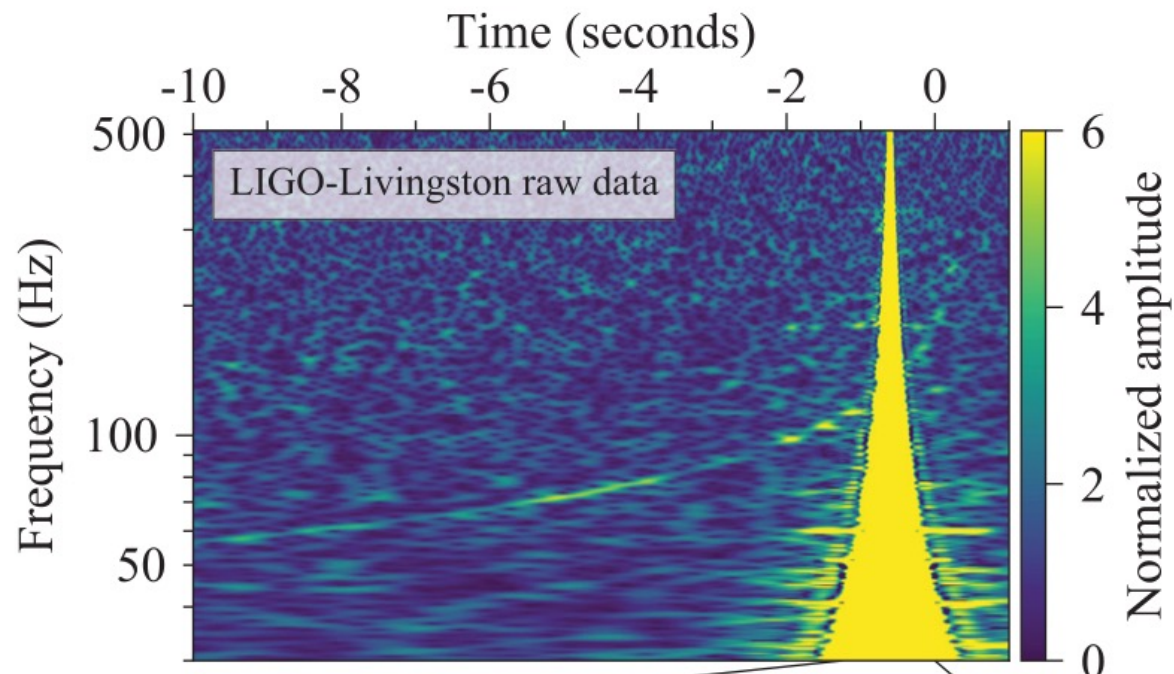 Time (seconds)
-10 -8 -6 -4 -2 0
500
LIGO-Livingston raw data
100
50
Frequency (Hz)
6
4
2
0
Normalized amplitude